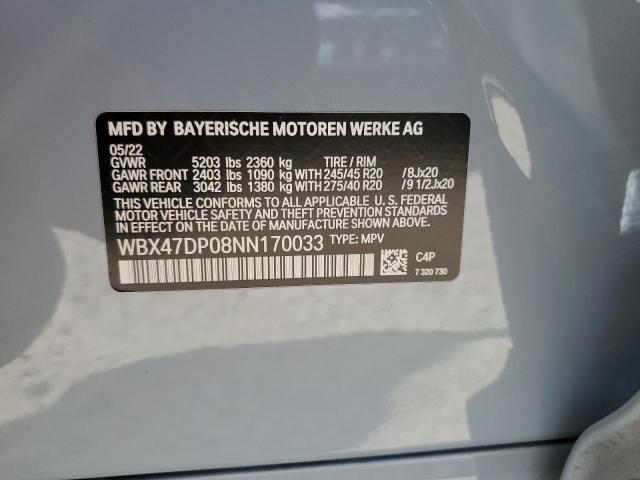 MFD BY BAYERISCHE MOTOREN WERKE AG
05/22
GVWR 5203 lbs 2360 kg TIRE / RIM
GAWR FRONT 2403 lbs 1090 kg WITH 245/45 R20 /8Jx20
GAWR REAR 3042 lbs 1380 kg WITH 275/40 R20 /9 1/2Jx20
THIS VEHICLE CONFORMS TO ALL APPLICABLE U. S. FEDERAL
MOTOR VEHICLE SAFETY, BUMPER, AND THEFT PREVENTION
STANDARDS IN EFFECT ON THE DATE OF MANUFACTURE SHOWN ABOVE.
WBX47DP08NN170033 TYPE: MPV
C4P
7 320 730